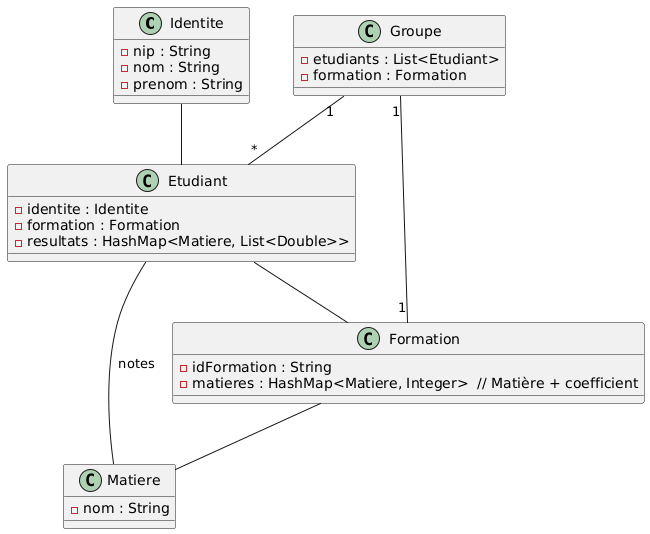 C Identite
nip : String
nom : String
prenom : String
C Groupe
etudiants : List<Etudiant>
formation : Formation
1
1
*
C Etudiant
identite : Identite
formation : Formation
resultats : HashMap<Matiere, List<Double>>
1
C Formation
idFormation : String
matieres : HashMap<Matiere, Integer>  // Matière + coefficient
notes
C Matiere
nom : String